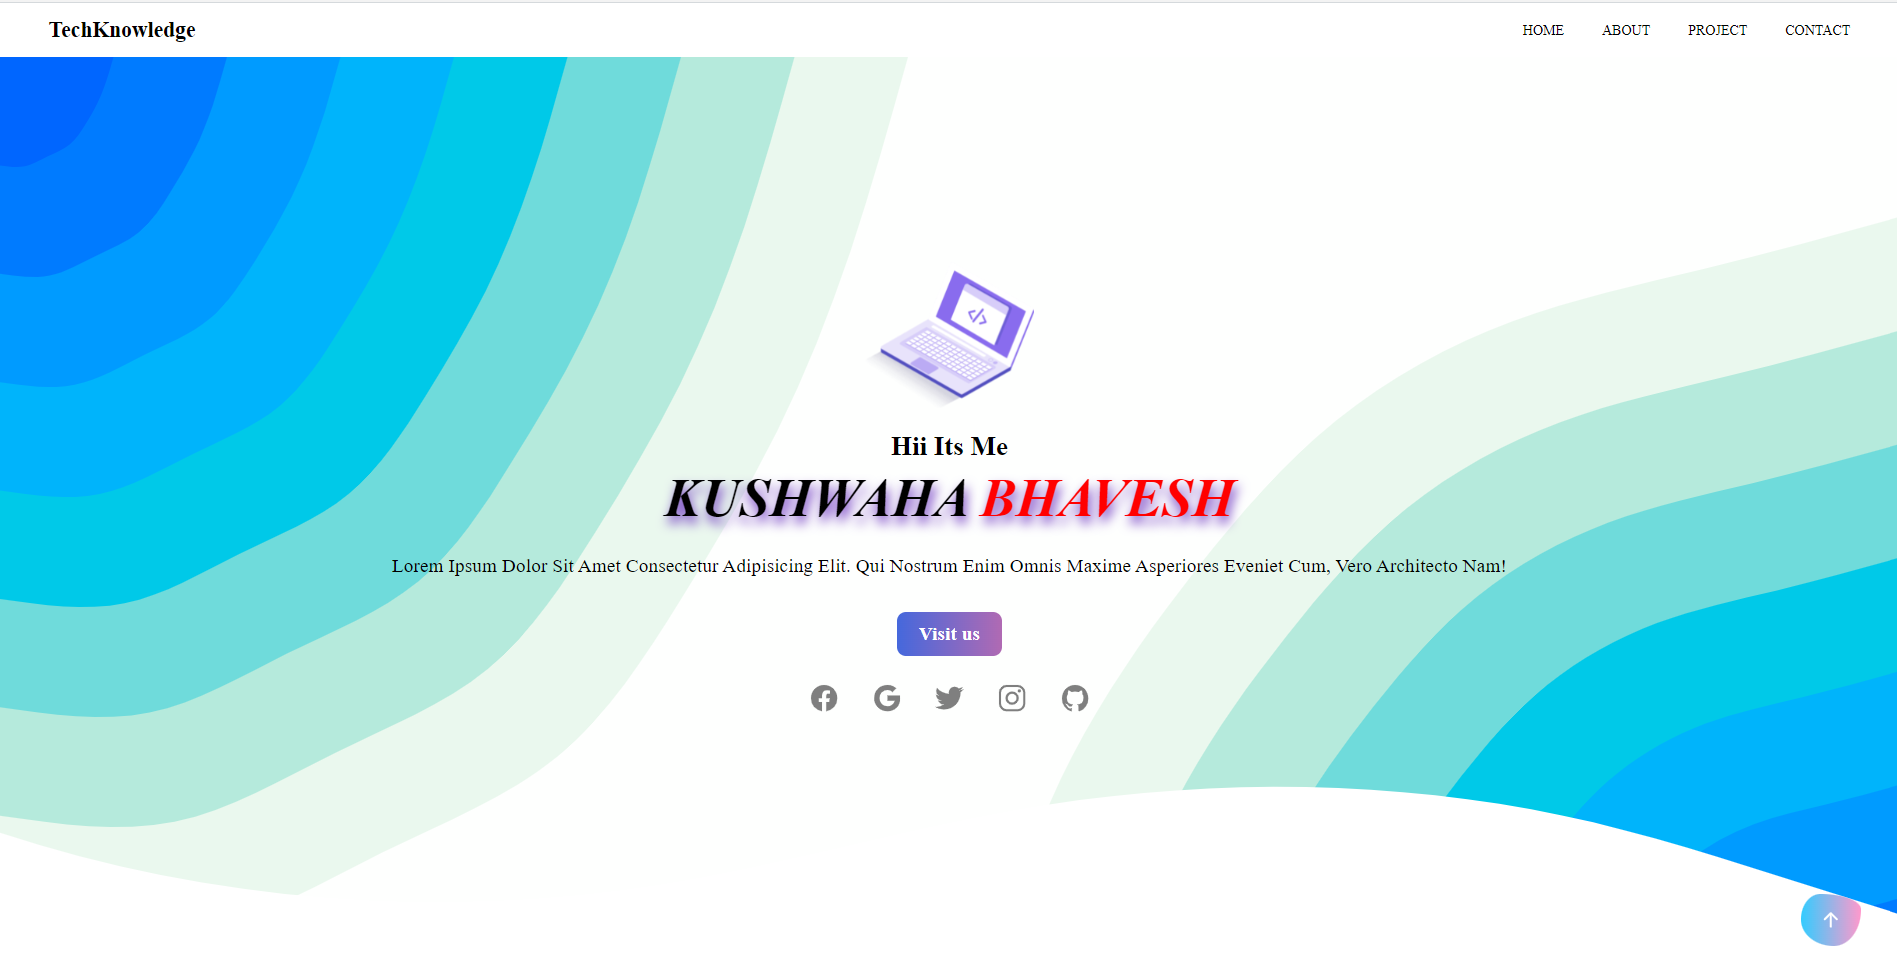 TechKnowledge
HOME ABOUT PROJECT CONTACT
</>
Hii Its Me
KUSHWAHA BHAVESH
Lorem Ipsum Dolor Sit Amet Consectetur Adipisicing Elit. Qui Nostrum Enim Omnis Maxime Asperiores Eveniet Cum, Vero Architecto Nam!
Visit us